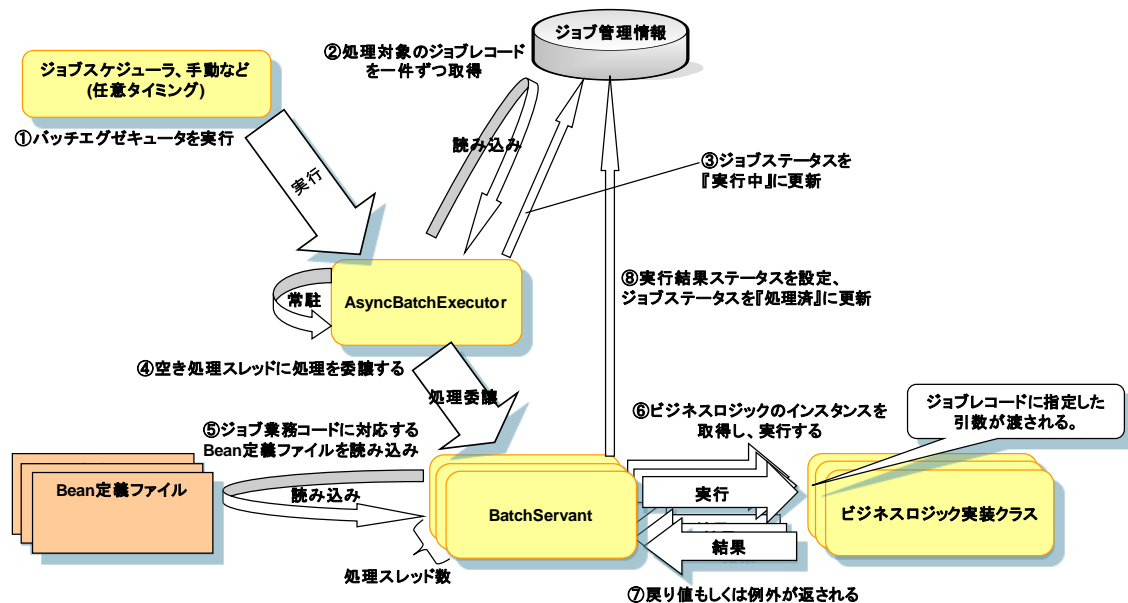 ジョブ管理情報
②処理対象のジョブレコード
を一件ずつ取得
ジョブスケジューラ、手動など
(任意タイミング)
①バッチエグゼキュータを実行
実行
読み込み
③ジョブステータスを
『実行中』に更新
常駐
AsyncBatchExecutor
⑧実行結果ステータスを設定、
ジョブステータスを『処理済』に更新
④空き処理スレッドに処理を委譲する
処理委譲
⑤ジョブ業務コードに対応する
Bean定義ファイルを読み込み
⑥ビジネスロジックのインスタンスを
取得し、実行する
ジョブレコードに指定した
引数が渡される。
Bean定義ファイル
読み込み
BatchServant
実行
結果
ビジネスロジック実装クラス
処理スレッド数
⑦戻り値もしくは例外が返される